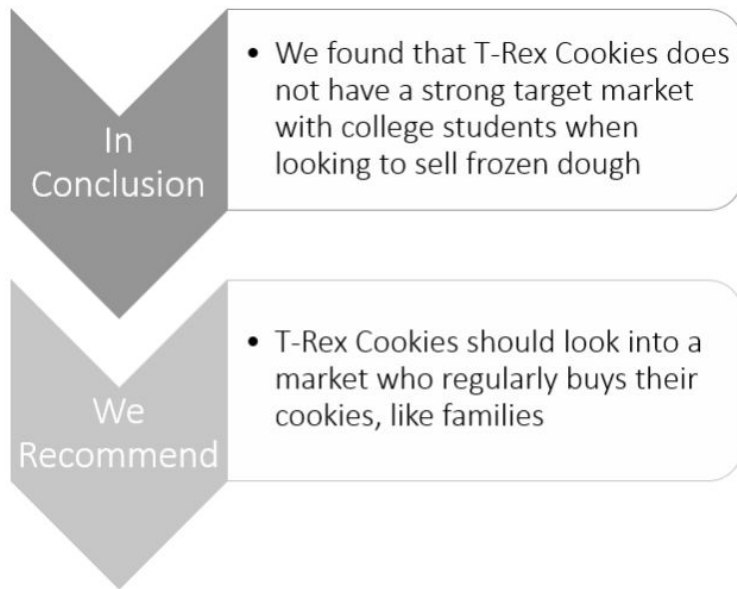 In
Conclusion
• We found that T-Rex Cookies does
not have a strong target market
with college students when
looking to sell frozen dough
We
Recommend
• T-Rex Cookies should look into a
market who regularly buys their
cookies, like families